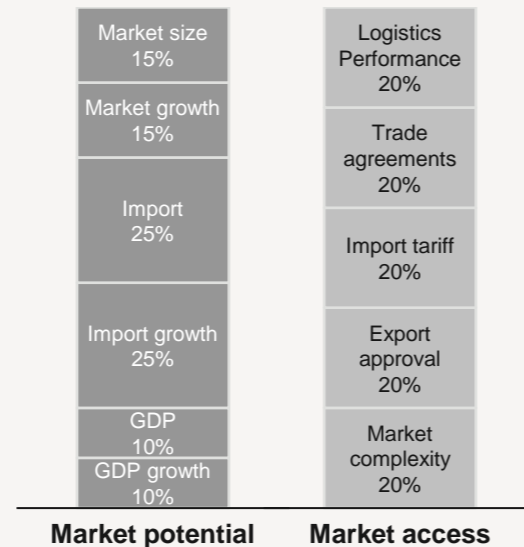 Market size
15%
Market growth
15%
Import
25%
Import growth
25%
GDP
10%
GDP growth
10%
Market potential
Logistics
Performance
20%
Trade
agreements
20%
Import tariff
20%
Export
approval
20%
Market
complexity
20%
Market access